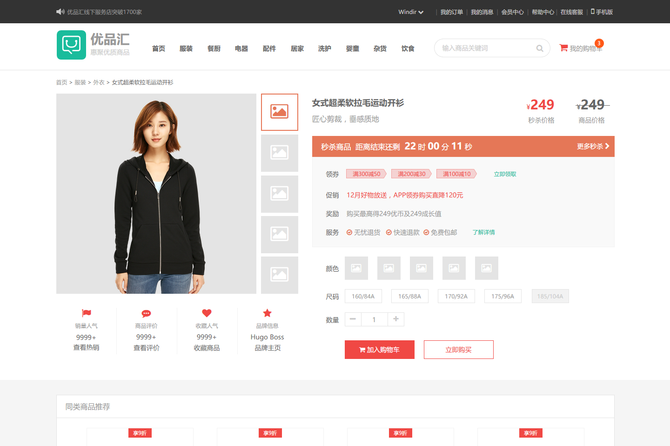 优品汇线下服务店突破1700家
Windir
我的订单
我的消息
会员中心
帮助中心
在线客服
手机版
优品汇
服装
首页
服装
餐厨
电器
配件
居家
洗护
婴童
杂货
饮食
输入商品关键词
我的购物车
首页 > 服装 > 外衣 > 女式超柔软拉毛运动开衫
女式超柔软拉毛运动开衫
匠心剪裁，垂感质地
¥249
秒杀价格
¥249
商品价格
秒杀商品 距离结束还剩 22 时 00 分 11 秒
更多秒杀
领券
满300减50
满200减30
满100减10
立即领取
促销
12月好物放送，APP领券购买直降120元
奖励
购买最高得249优币及249成长值
服务
无忧退货
快速退款
免费包邮
了解详情
颜色
尺码
160/84A
165/88A
170/92A
175/96A
185/104A
数量
1
加入购物车
立即购买
销量人气
9999+
查看热销
商品评价
9999+
查看评价
收藏人气
9999+
收藏商品
品牌信息
Hugo Boss
品牌主页
同类商品推荐
享9折
享9折
享9折
享9折